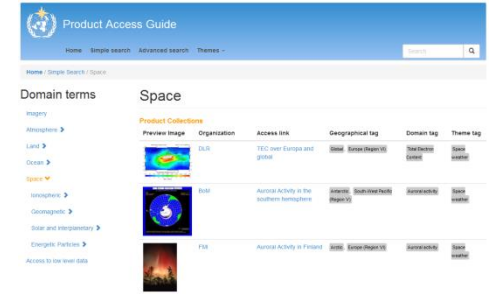 Product Access Guide
Home Simple search Advanced search Themes
Search
Home / Simple Search / Space
Domain terms
Imagery
Atmosphere
Land
Ocean
Space
Ionospheric
Geomagnetic
Solar and interplanetary
Energetic Particles
Access to low level data
Space
Product Collections
Preview Image Organization Access link Geographical tag Domain tag Theme tag
DLR TEC over Europa and Global Europe (Region VI) Total Electron Space
global Content weather
BoM Auroral Activity in the Antarctic South-West Pacific Auroral activity Space
southern hemisphere (Region V) weather
FMI Auroral Activity in Finland Arctic Europe (Region VI) Auroral activity Space
weather